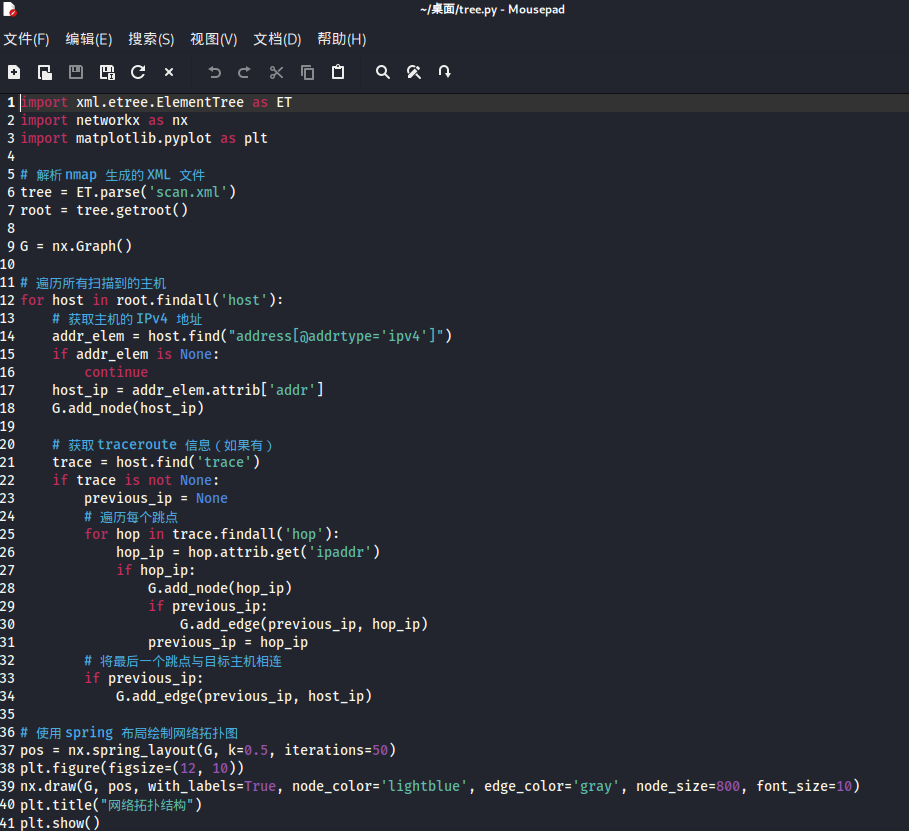 ~/桌面/tree.py - Mousepad
文件(F) 编辑(E) 搜索(S) 视图(V) 文档(D) 帮助(H)
1 import xml.etree.ElementTree as ET
2 import networkx as nx
3 import matplotlib.pyplot as plt
4
5 # 解析 nmap 生成的 XML 文件
6 tree = ET.parse('scan.xml')
7 root = tree.getroot()
8
9 G = nx.Graph()
10
11 # 遍历所有扫描到的主机
12 for host in root.findall('host'):
13     # 获取主机的 IPv4 地址
14     addr_elem = host.find("address[@addrtype='ipv4']")
15     if addr_elem is None:
16         continue
17     host_ip = addr_elem.attrib['addr']
18     G.add_node(host_ip)
19
20     # 获取 traceroute 信息（如果有）
21     trace = host.find('trace')
22     if trace is not None:
23         previous_ip = None
24         # 遍历每个跳点
25         for hop in trace.findall('hop'):
26             hop_ip = hop.attrib.get('ipaddr')
27             if hop_ip:
28                 G.add_node(hop_ip)
29                 if previous_ip:
30                     G.add_edge(previous_ip, hop_ip)
31                 previous_ip = hop_ip
32         # 将最后一个跳点与目标主机相连
33         if previous_ip:
34             G.add_edge(previous_ip, host_ip)
35
36 # 使用 spring 布局绘制网络拓扑图
37 pos = nx.spring_layout(G, k=0.5, iterations=50)
38 plt.figure(figsize=(12, 10))
39 nx.draw(G, pos, with_labels=True, node_color='lightblue', edge_color='gray', node_size=800, font_size=10)
40 plt.title("网络拓扑结构")
41 plt.show()